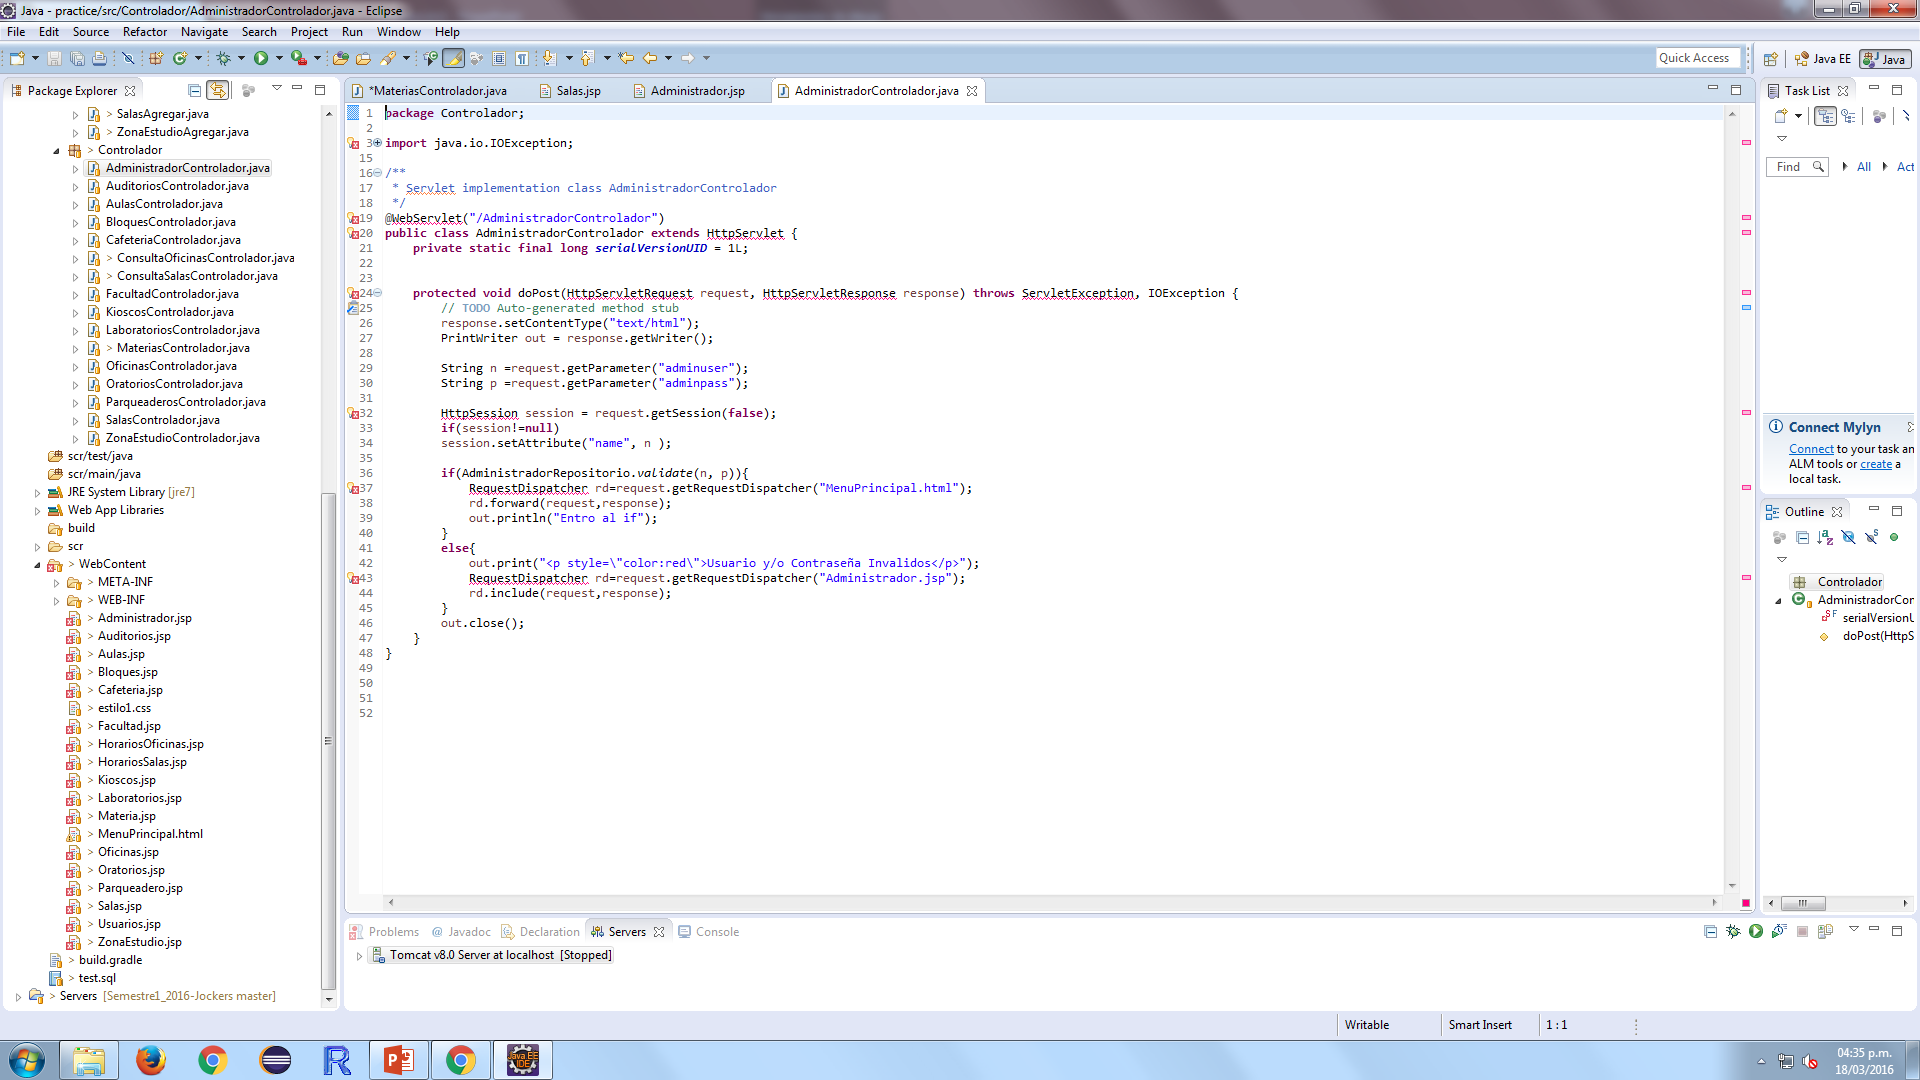 Java - practice/src/Controlador/AdministradorControlador.java - Eclipse
File Edit Source Refactor Navigate Search Project Run Window Help
Quick Access
Java EE
Java
Package Explorer
> SalasAgregar.java
> ZonaEstudioAgregar.java
Controlador
AdministradorControlador.java
AuditoriosControlador.java
AulasControlador.java
BloquesControlador.java
CafeteriaControlador.java
> ConsultaOficinasControlador.java
> ConsultaSalasControlador.java
FacultadControlador.java
KioscosControlador.java
LaboratoriosControlador.java
> MateriasControlador.java
OficinasControlador.java
OratoriosControlador.java
ParqueaderosControlador.java
SalasControlador.java
ZonaEstudioControlador.java
scr/test/java
scr/main/java
JRE System Library [jre7]
Web App Libraries
build
scr
> WebContent
> META-INF
> WEB-INF
> Administrador.jsp
> Auditorios.jsp
> Aulas.jsp
> Bloques.jsp
> Cafeteria.jsp
> estilo1.css
> Facultad.jsp
> HorariosOficinas.jsp
> HorariosSalas.jsp
> Kioscos.jsp
> Laboratorios.jsp
> Materia.jsp
> MenuPrincipal.html
> Oficinas.jsp
> Oratorios.jsp
> Parqueadero.jsp
> Salas.jsp
> Usuarios.jsp
> ZonaEstudio.jsp
> build.gradle
> test.sql
> Servers [Semestre1_2016-Jockers master]
*MateriasControlador.java
Salas.jsp
Administrador.jsp
AdministradorControlador.java
1 package Controlador;
2
3 import java.io.IOException;
15
16 /**
17 * Servlet implementation class AdministradorControlador
18 */
19 @WebServlet("/AdministradorControlador")
20 public class AdministradorControlador extends HttpServlet {
21 private static final long serialVersionUID = 1L;
22
23
24 protected void doPost(HttpServletRequest request, HttpServletResponse response) throws ServletException, IOException {
25 // TODO Auto-generated method stub
26 response.setContentType("text/html");
27 PrintWriter out = response.getWriter();
28
29 String n =request.getParameter("adminuser");
30 String p =request.getParameter("adminpass");
31
32 HttpSession session = request.getSession(false);
33 if(session!=null)
34 session.setAttribute("name", n );
35
36 if(AdministradorRepositorio.validate(n, p)){
37 RequestDispatcher rd=request.getRequestDispatcher("MenuPrincipal.html");
38 rd.forward(request,response);
39 out.println("Entro al if");
40 }
41 else{
42 out.print("<p style=\"color:red\">Usuario y/o Contraseña Invalidos</p>");
43 RequestDispatcher rd=request.getRequestDispatcher("Administrador.jsp");
44 rd.include(request,response);
45 }
46 out.close();
47 }
48 }
49
50
51
52
Task List
Find
All
Connect Mylyn
Connect to your task
ALM tools or create a
local task.
Outline
Controlador
Problems
@ Javadoc
Declaration
Servers
Console
Tomcat v8.0 Server at localhost [Stopped]
Writable
Smart Insert
1 : 1
Java EE
IDE
04:35 p.m.
18/03/2016